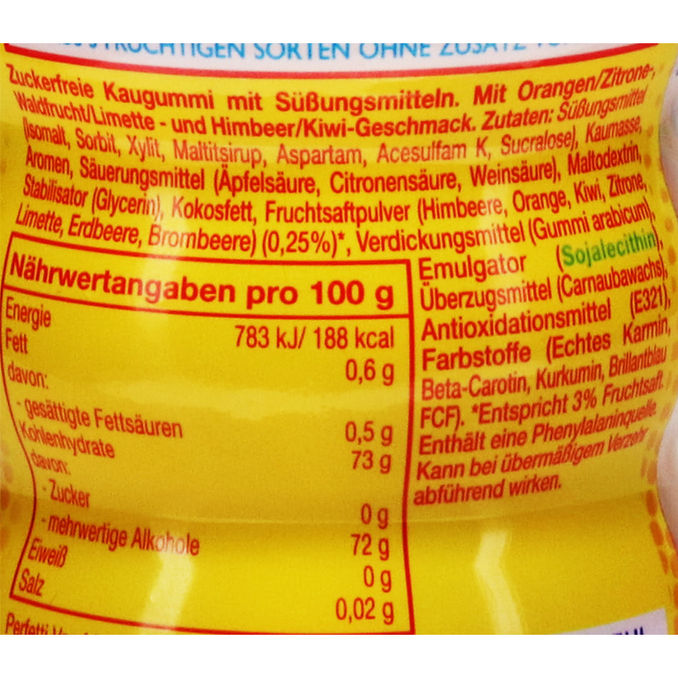 FRUCHTIGEN SORTEN OHNE ZUSATZ
Zuckerfreie Kaugummi mit Süßungsmitteln. Mit Orangen/Zitrone-,
Waldfrucht/Limette - und Himbeer/Kiwi-Geschmack. Zutaten: Süßungsmittel
(Isomalt, Sorbit, Xylit, Maltitsirup, Aspartam, Acesulfam K, Sucralose), Kaumasse,
Aromen, Säuerungsmittel (Äpfelsäure, Citronensäure, Weinsäure), Maltodextrin,
Stabilisator (Glycerin), Kokosfett, Fruchtsaftpulver (Himbeere, Orange, Kiwi, Zitrone,
Limette, Erdbeere, Brombeere) (0,25%)*, Verdickungsmittel (Gummi arabicum),
Emulgator (Sojalecithin),
Überzugsmittel (Carnaubawachs),
Antioxidationsmittel (E321),
Farbstoffe (Echtes Karmin,
Beta-Carotin, Kurkumin, Brillantblau
FCF). *Entspricht 3% Fruchtsaft.
Enthält eine Phenylalaninquelle.
Kann bei übermäßigem Verzehr
abführend wirken.
Nährwertangaben pro 100 g
Energie 783 kJ/ 188 kcal
Fett 0,6 g
davon:
- gesättigte Fettsäuren 0,5 g
Kohlenhydrate 73 g
davon:
- Zucker 0 g
- mehrwertige Alkohole 72 g
Eiweiß 0 g
Salz 0,02 g
Perfetti